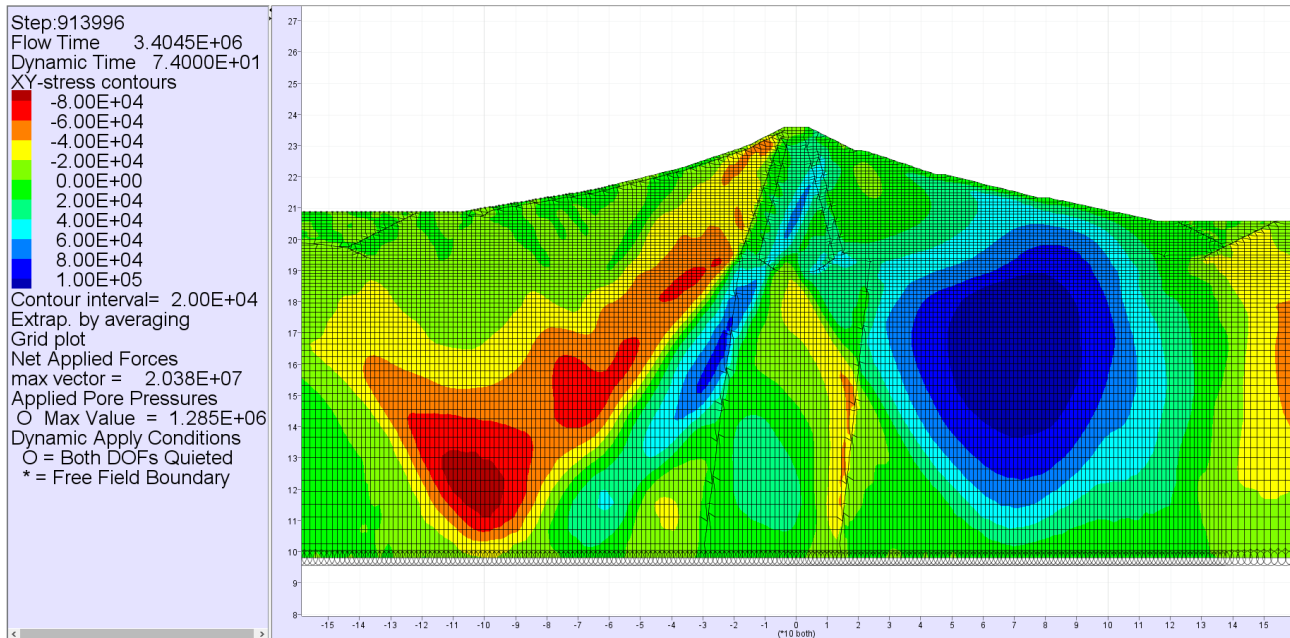 Step:913996
Flow Time 3.4045E+06
Dynamic Time 7.4000E+01
XY-stress contours
-8.00E+04
-6.00E+04
-4.00E+04
-2.00E+04
0.00E+00
2.00E+04
4.00E+04
6.00E+04
8.00E+04
1.00E+05
Contour interval= 2.00E+04
Extrap. by averaging
Grid plot
Net Applied Forces
max vector = 2.038E+07
Applied Pore Pressures
O Max Value = 1.285E+06
Dynamic Apply Conditions
O = Both DOFs Quieted
* = Free Field Boundary
27
26
25
24
23
22
21
20
19
18
17
16
15
14
13
12
11
10
9
8
-15 -14 -13 -12 -11 -10 -9 -8 -7 -6 -5 -4 -3 -2 -1 0 1 2 3 4 5 6 7 8 9 10 11 12 13 14 15
(*10 both)